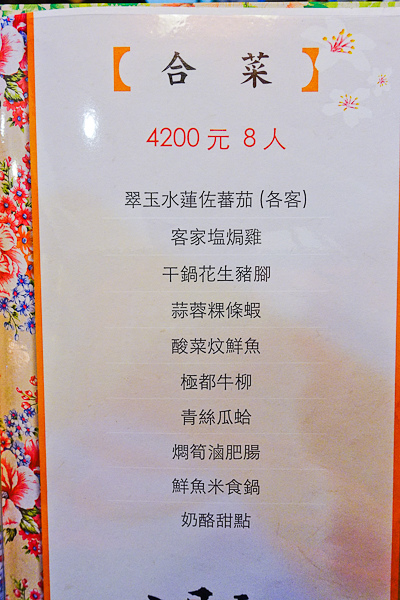 【 合 菜 】
4200 元 8 人
翠玉水蓮佐蕃茄 (各客)
客家塩焗雞
干鍋花生豬腳
蒜蓉粿條蝦
酸菜炆鮮魚
極都牛柳
青絲瓜蛤
燜筍滷肥腸
鮮魚米食鍋
奶酪甜點